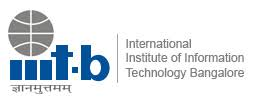 iiit-b
ज्ञानमुत्तमम्
International
Institute of Information
Technology Bangalore